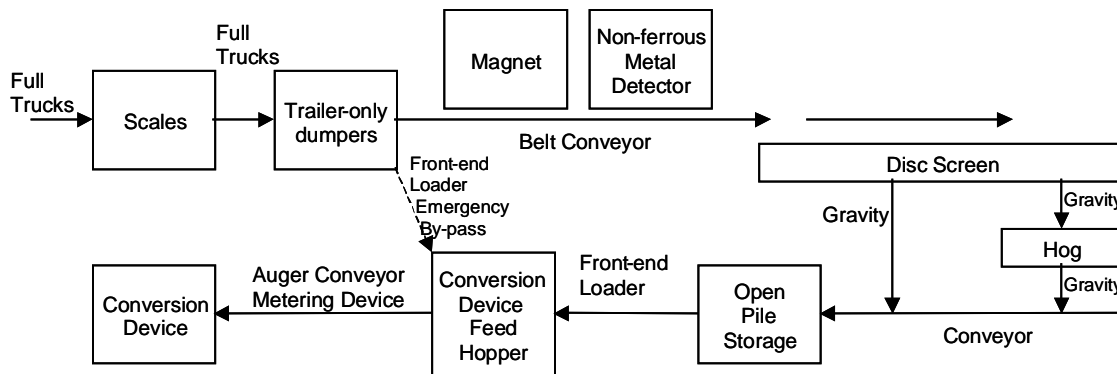 Full
Trucks
Scales
Full
Trucks
Trailer-only
dumpers
Magnet
Non-ferrous
Metal
Detector
Belt Conveyor
Disc Screen
Gravity
Gravity
Hog
Gravity
Conveyor
Front-end
Loader
Emergency
By-pass
Open
Pile
Storage
Front-end
Loader
Conversion
Device
Feed
Hopper
Auger Conveyor
Metering Device
Conversion
Device